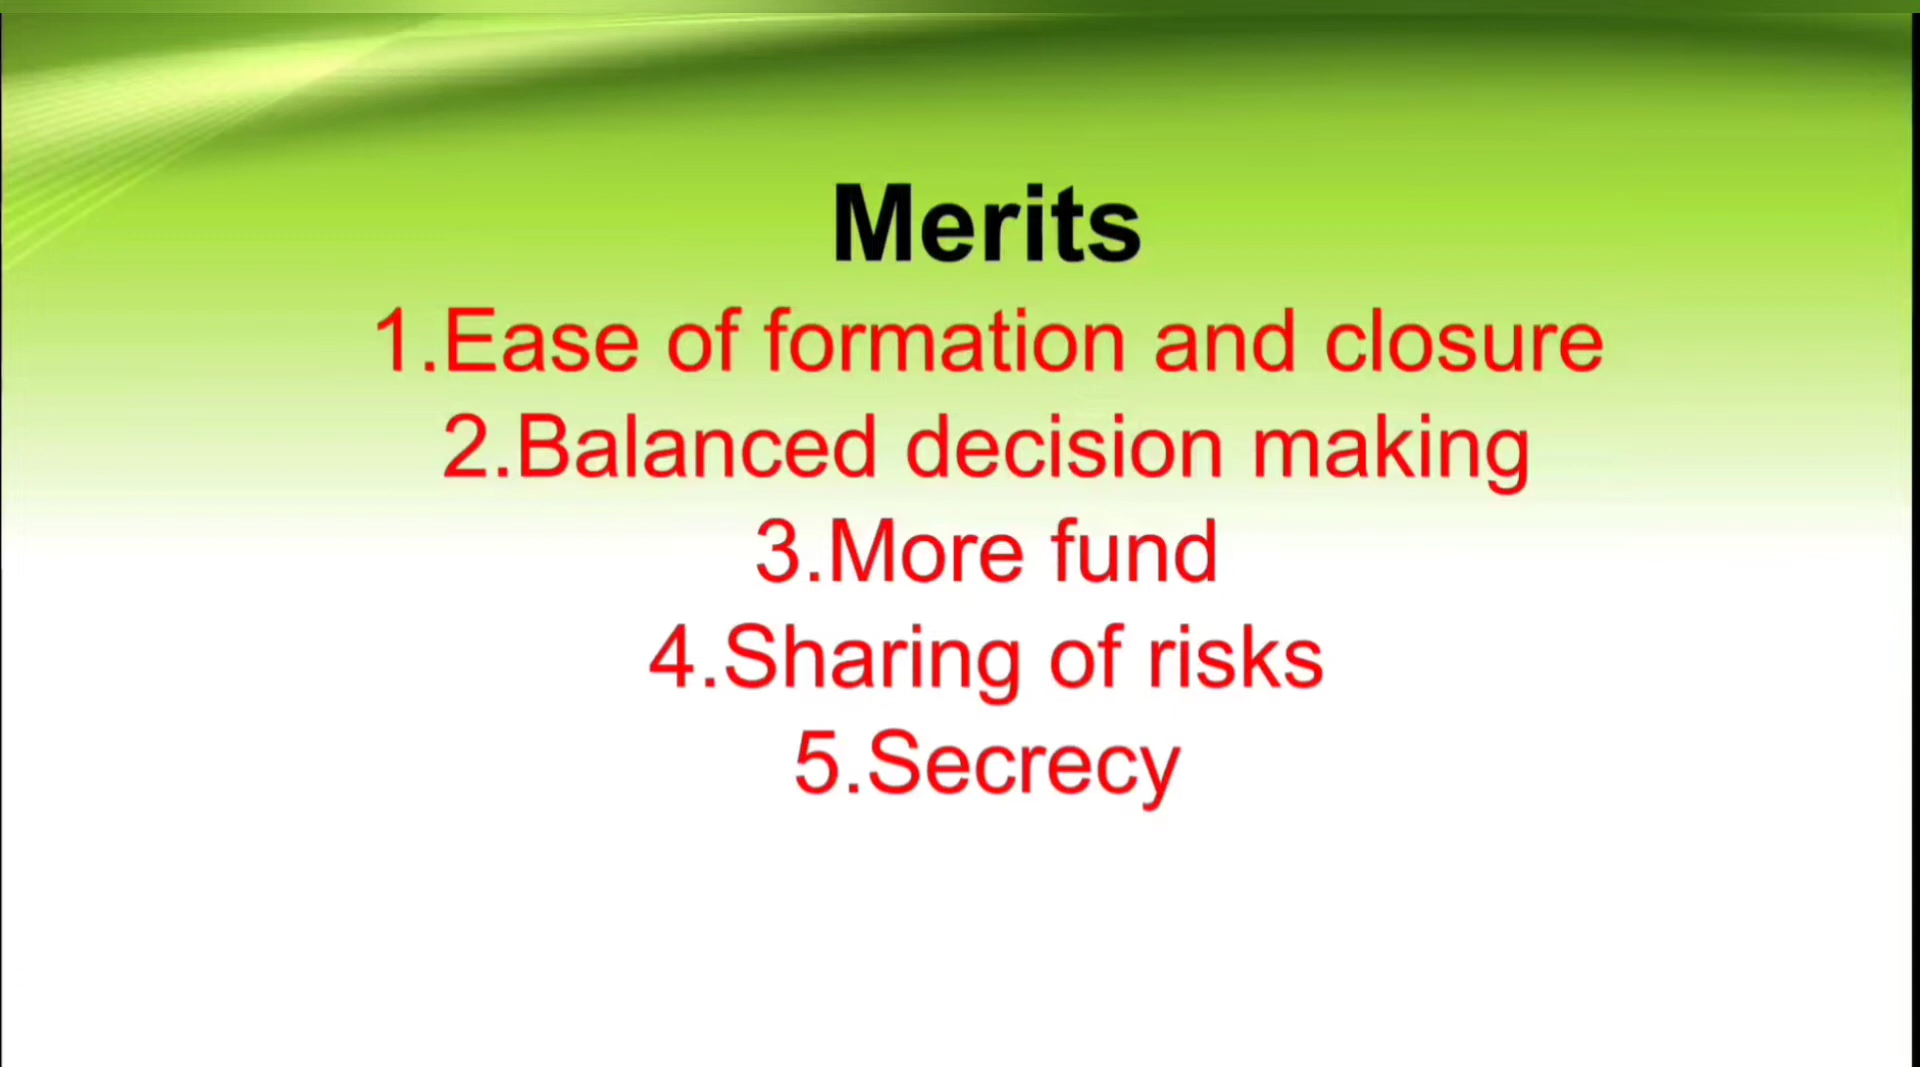 Merits
1.Ease of formation and closure
2.Balanced decision making
3.More fund
4.Sharing of risks
5.Secrecy